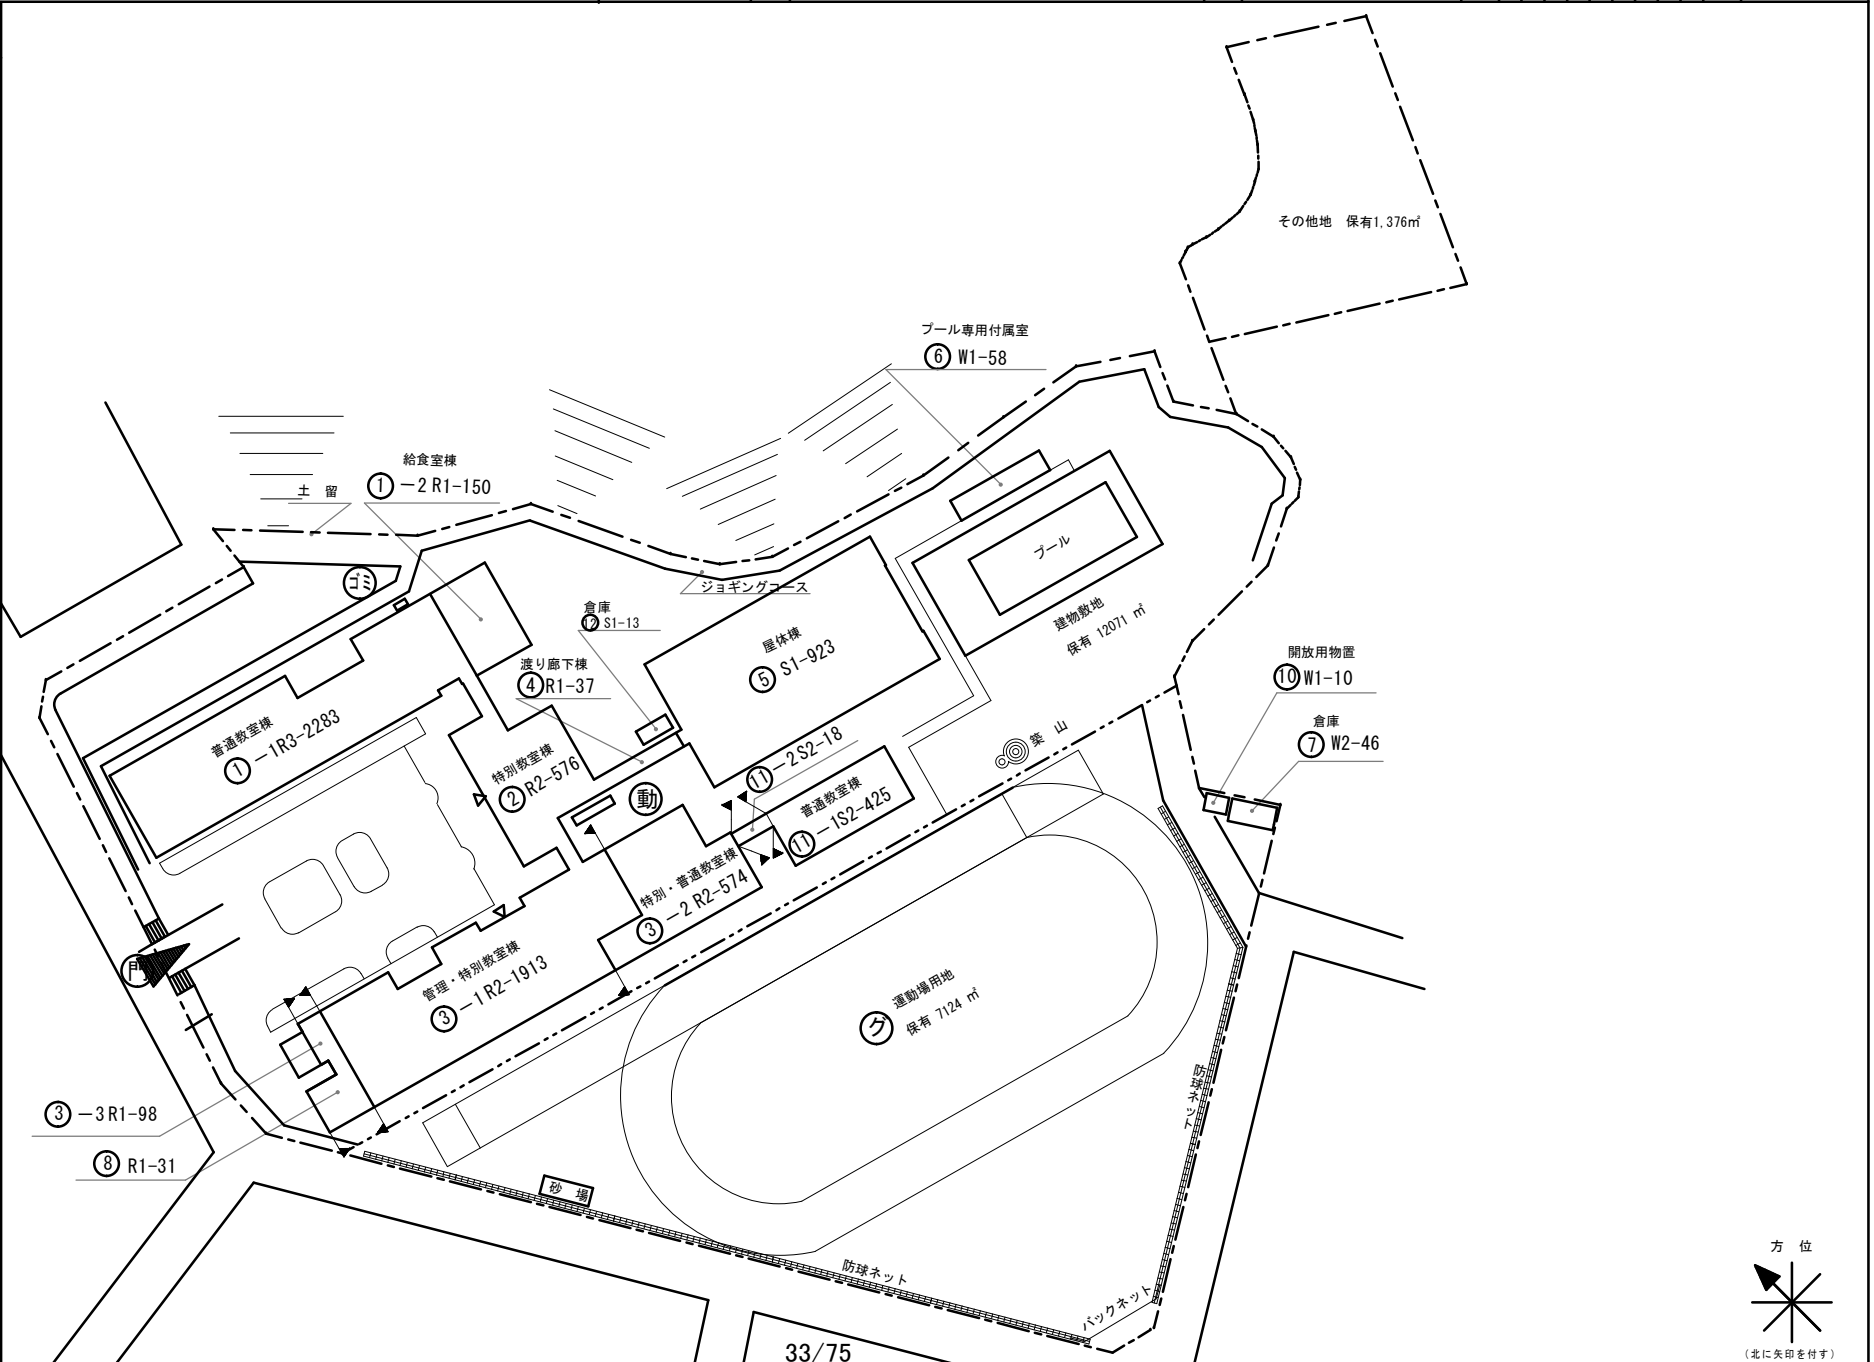 その他地　保有1,376㎡
プール専用付属室
⑥ W1-58
給食室棟
①－2 R1-150
土　留
ゴミ
ジョギングコース
倉庫
⑫ S1-13
渡り廊下棟
④ R1-37
屋体棟
⑤ S1-923
プール
建物敷地
保有 12071 ㎡
開放用物置
⑩ W1-10
倉庫
⑦ W2-46
普通教室棟
①－1R3-2283
特別教室棟
② R2-576
動
⑪－2S2-18
普通教室棟
⑪－1S2-425
築　山
特別・普通教室棟
③－2 R2-574
門
管理・特別教室棟
③－1 R2-1913
グ
運動場用地
保有 7124 ㎡
防球ネット
③－3R1-98
⑧ R1-31
砂　場
防球ネット
バックネット
33/75
方　位
(北に矢印を付す)